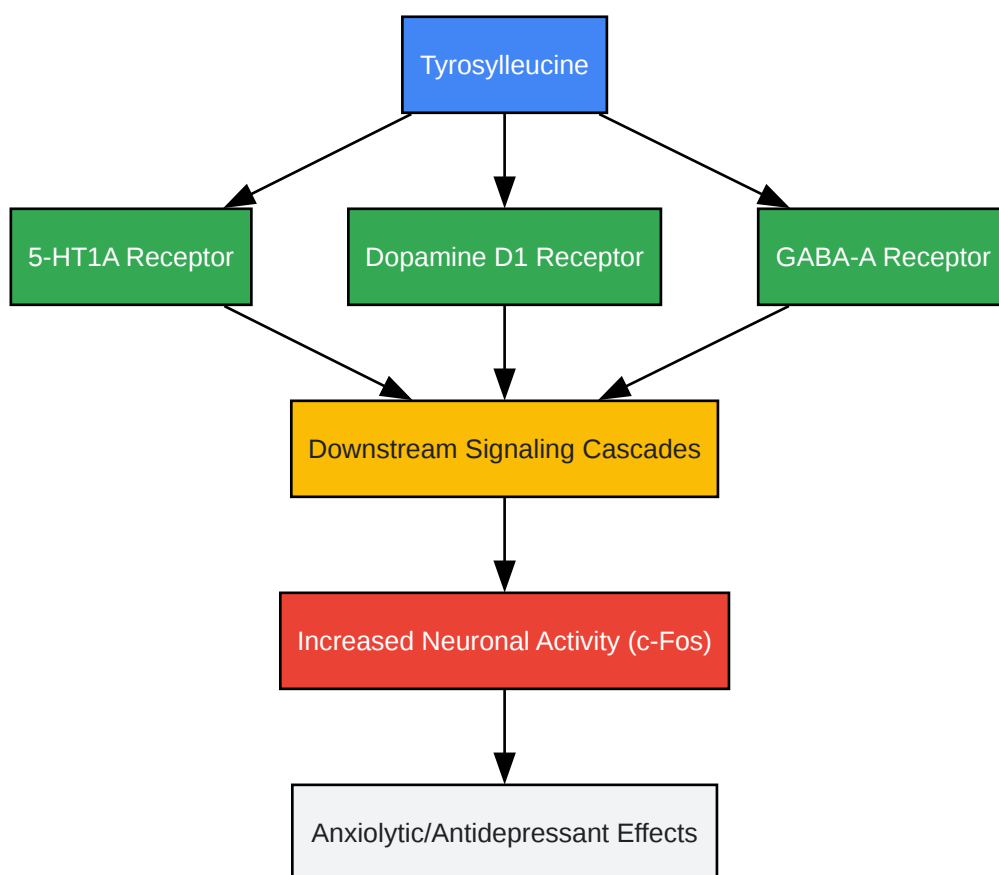 Tyrosylleucine
5-HT1A Receptor
Dopamine D1 Receptor
GABA-A Receptor
Downstream Signaling Cascades
Increased Neuronal Activity (c-Fos)
Anxiolytic/Antidepressant Effects